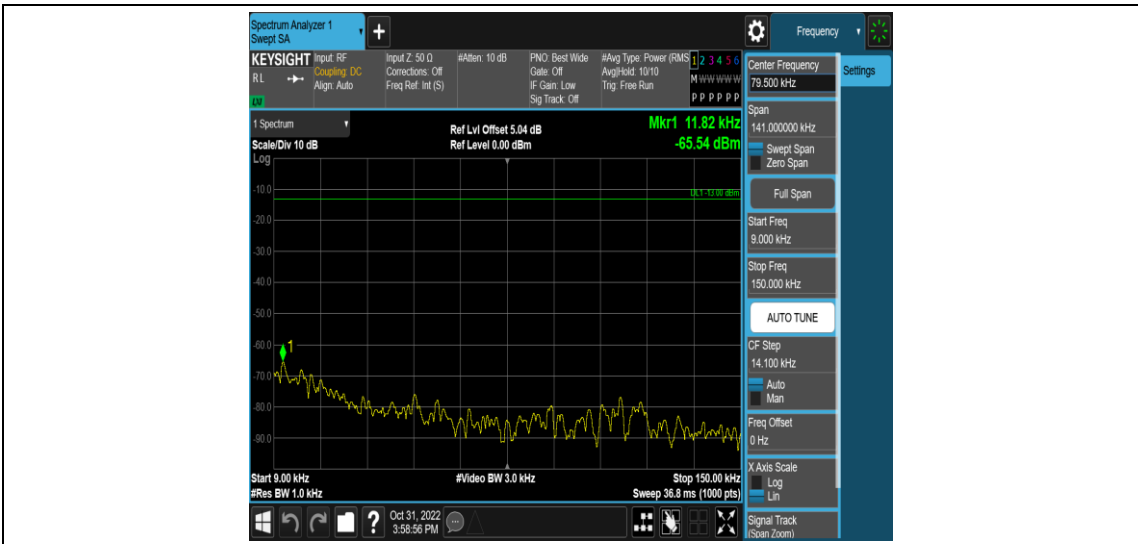 Spectrum Analyzer 1
Swept SA
+
Frequency
KEYSIGHT
RL
LXI
Input: RF
Coupling: DC
Align: Auto
Input Z: 50 Ω
Corrections: Off
Freq Ref: Int (S)
#Atten: 10 dB
PNO: Best Wide
Gate: Off
IF Gain: Low
Sig Track: Off
#Avg Type: Power (RMS
Avg|Hold: 10/10
Trig: Free Run
1 2 3 4 5 6
M W W W W W
P P P P P P
Center Frequency
79.500 kHz
Settings
Span
141.000000 kHz
Swept Span
Zero Span
Full Span
Start Freq
9.000 kHz
Stop Freq
150.000 kHz
AUTO TUNE
CF Step
14.100 kHz
Auto
Man
Freq Offset
0 Hz
X Axis Scale
Log
Lin
Signal Track
(Span Zoom)
1 Spectrum
Scale/Div 10 dB
Ref Lvl Offset 5.04 dB
Ref Level 0.00 dBm
Mkr1 11.82 kHz
-65.54 dBm
Log
DL1 -13.00 dBm
-10.0
-20.0
-30.0
-40.0
-50.0
-60.0
-70.0
-80.0
-90.0
1
Start 9.00 kHz
#Res BW 1.0 kHz
#Video BW 3.0 kHz
Stop 150.00 kHz
Sweep 36.8 ms (1000 pts)
?
Oct 31, 2022
3:58:56 PM